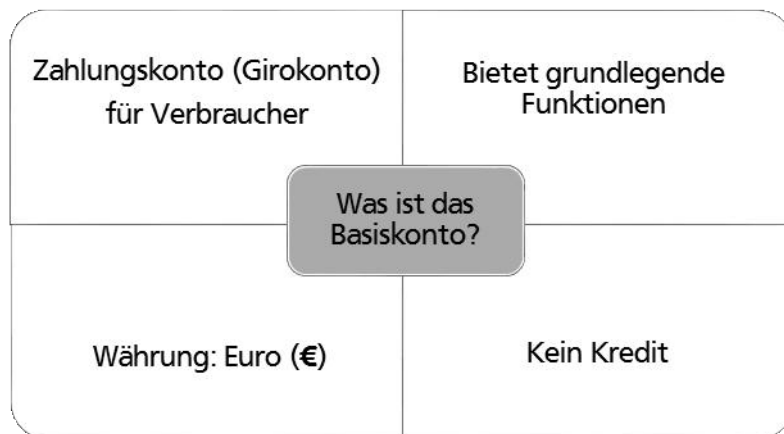 Zahlungskonto (Girokonto)
für Verbraucher
Bietet grundlegende
Funktionen
Was ist das
Basiskonto?
Währung: Euro (€)
Kein Kredit